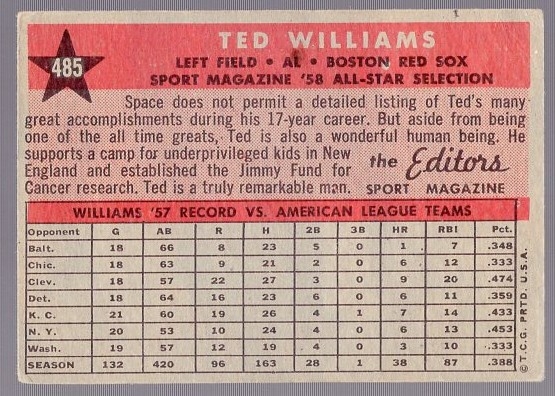 485
TED WILLIAMS
LEFT FIELD • AL • BOSTON RED SOX
SPORT MAGAZINE '58 ALL-STAR SELECTION
Space does not permit a detailed listing of Ted's many
great accomplishments during his 17-year career. But aside from being
one of the all time greats, Ted is also a wonderful human being. He
supports a camp for underprivileged kids in New
England and established the Jimmy Fund for
Cancer research. Ted is a truly remarkable man.
the Editors
SPORT MAGAZINE
WILLIAMS '57 RECORD VS. AMERICAN LEAGUE TEAMS
Opponent G AB R H 2B 3B HR RBI Pct.
Balt. 18 66 8 23 5 0 1 7 .348
Chic. 18 63 9 21 2 0 6 12 .333
Clev. 18 57 22 27 3 0 9 20 .474
Det. 18 64 16 23 6 0 6 11 .359
K. C. 21 60 19 26 4 1 7 14 .433
N. Y. 20 53 10 24 4 0 6 13 .453
Wash. 19 57 12 19 4 0 3 10 .333
SEASON 132 420 96 163 28 1 38 87 .388
© T.C.G. PRTD. U.S.A.